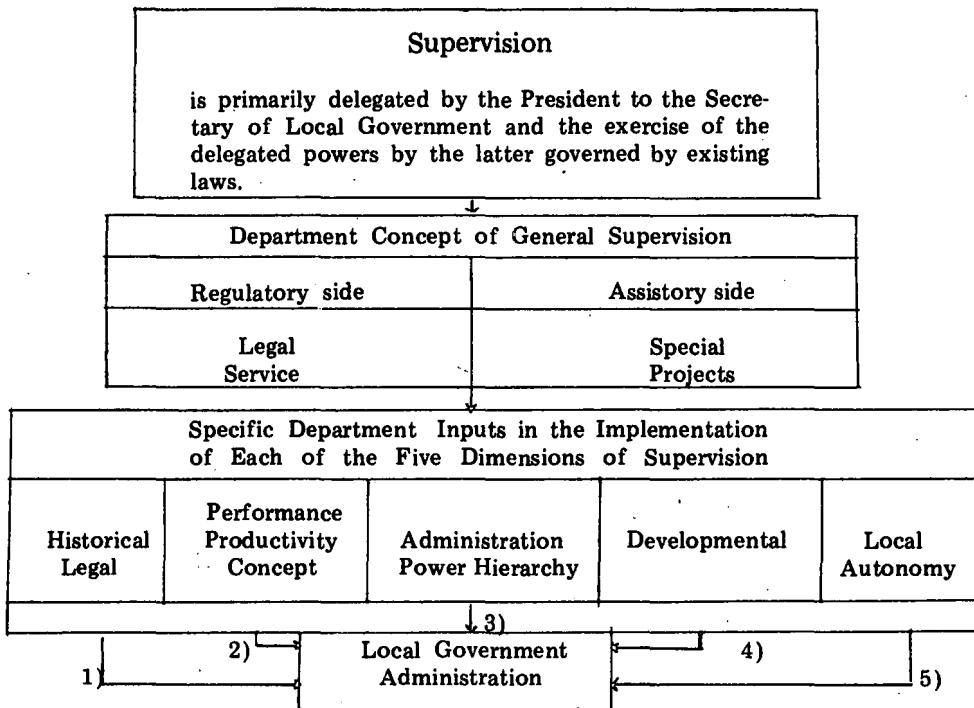 Supervision
is primarily delegated by the President to the Secre-
tary of Local Government and the exercise of the
delegated powers by the latter governed by existing
laws.
Department Concept of General Supervision
Regulatory side
Assistory side
Legal
Service
Special
Projects
Specific Department Inputs in the Implementation
of Each of the Five Dimensions of Supervision
Historical
Legal
Performance
Productivity
Concept
Administration
Power Hierarchy
Developmental
Local
Autonomy
3)
2)
Local Government
Administration
4)
1)
5)